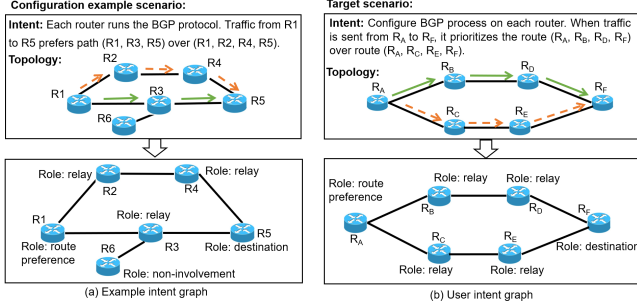 Configuration example scenario:
Intent: Each router runs the BGP protocol. Traffic from R1
to R5 prefers path (R1, R3, R5) over (R1, R2, R4, R5).
Topology:
R2
R4
R1
R3
R5
R6
Role: relay
Role: relay
R2
R4
R1
Role: relay
R5
Role: route
preference
R6
R3
Role: destination
Role: non-involvement
(a) Example intent graph
Target scenario:
Intent: Configure BGP process on each router. When traffic
is sent from RA to RF, it prioritizes the route (RA, RB, RD, RF)
over route (RA, RC, RE, RF).
Topology:
RB
RD
RA
RF
RC
RE
Role: route
preference
Role: relay
Role: relay
RB
RD
RF
RA
RC
RE
Role: destination
Role: relay
Role: relay
(b) User intent graph